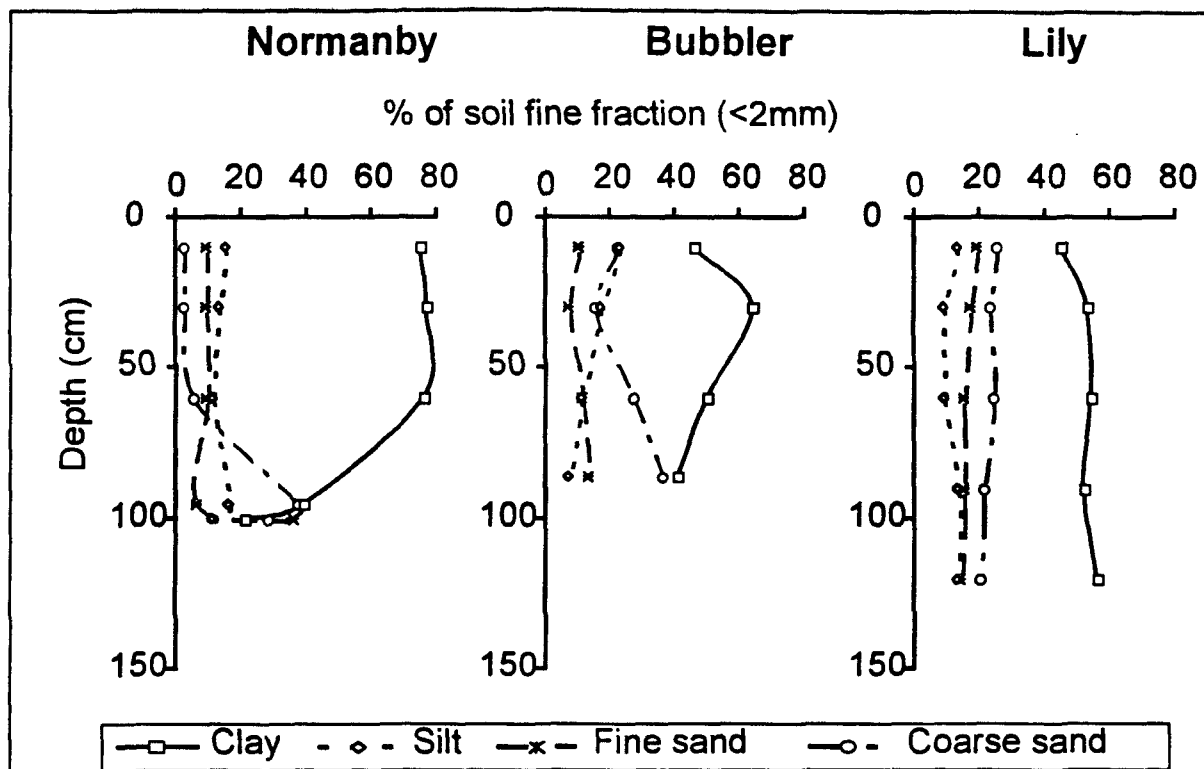 Normanby Bubbler Lily
% of soil fine fraction (<2mm)
0 20 40 60 80 0 20 40 60 80 0 20 40 60 80
0 0 0
Depth (cm)
50 50 50
100 100 100
150 150 150
Clay Silt Fine sand Coarse sand